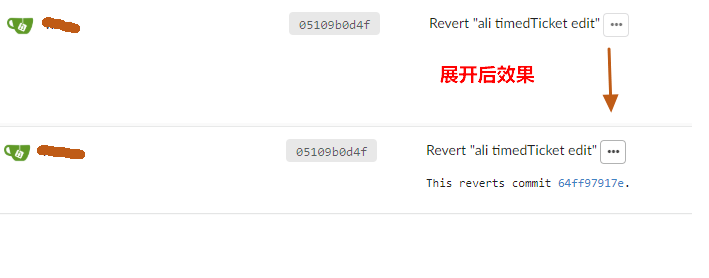 05109b0d4f Revert "ali timedTicket edit" •••
展开后效果
05109b0d4f Revert "ali timedTicket edit" •••
This reverts commit 64ff97917e.